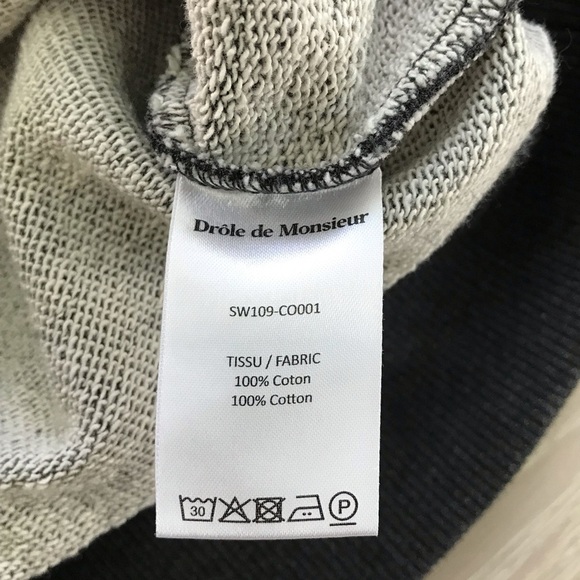 Drôle de Monsieur
SW109-CO001
TISSU / FABRIC
100% Coton
100% Cotton
30 P